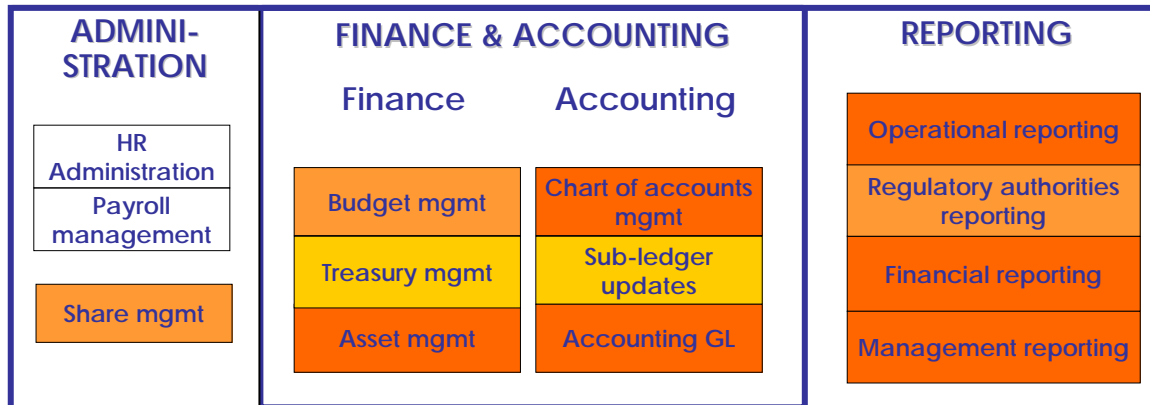 ADMINI-
STRATION
HR
Administration
Payroll
management
Share mgmt
FINANCE & ACCOUNTING
Finance
Budget mgmt
Treasury mgmt
Asset mgmt
Accounting
Chart of accounts
mgmt
Sub-ledger
updates
Accounting GL
REPORTING
Operational reporting
Regulatory authorities
reporting
Financial reporting
Management reporting